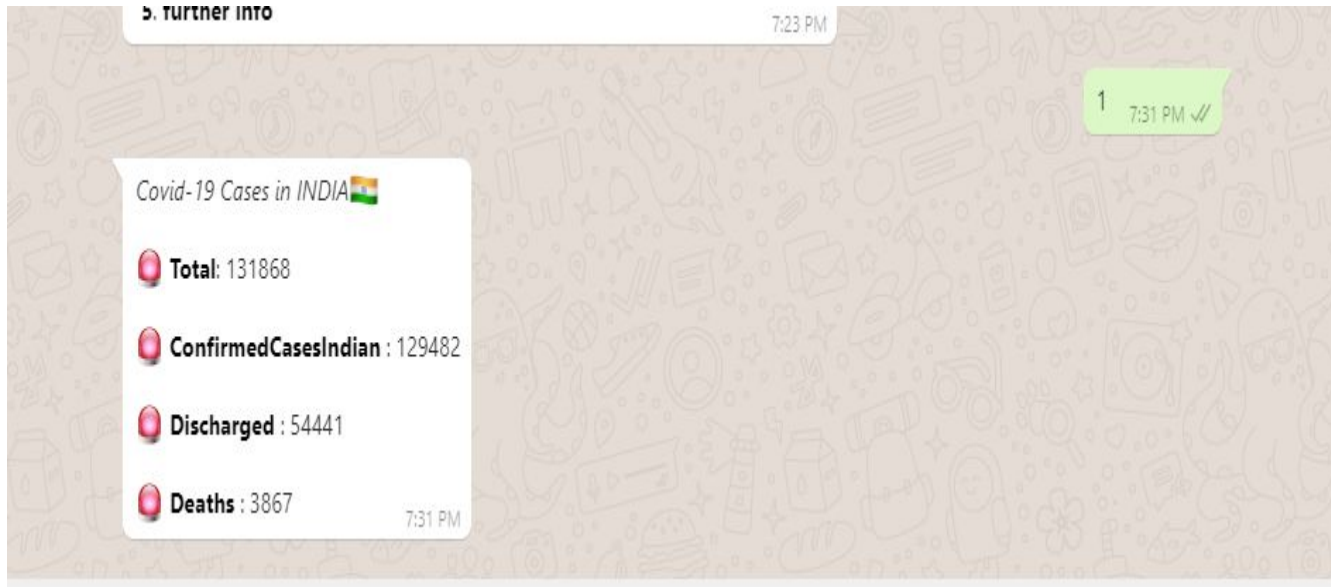 5. further info
7:23 PM
1
7:31 PM
Covid-19 Cases in INDIA
Total: 131868
ConfirmedCasesIndian : 129482
Discharged : 54441
Deaths : 3867
7:31 PM